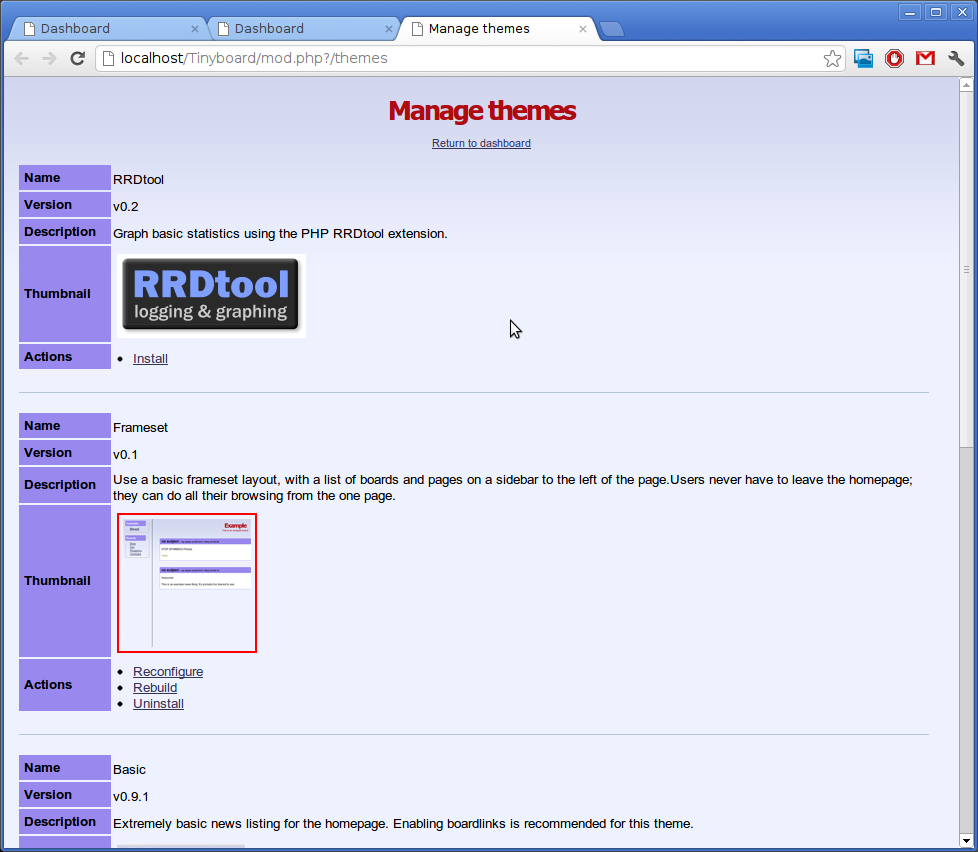 Dashboard
Dashboard
Manage themes
localhost/Tinyboard/mod.php?/themes
Manage themes
Return to dashboard
Name RRDtool
Version v0.2
Description Graph basic statistics using the PHP RRDtool extension.
Thumbnail
RRDtool
logging & graphing
Actions Install
Name Frameset
Version v0.1
Description Use a basic frameset layout, with a list of boards and pages on a sidebar to the left of the page.Users never have to leave the homepage;
they can do all their browsing from the one page.
Thumbnail
Example
Actions Reconfigure
Rebuild
Uninstall
Name Basic
Version v0.9.1
Description Extremely basic news listing for the homepage. Enabling boardlinks is recommended for this theme.